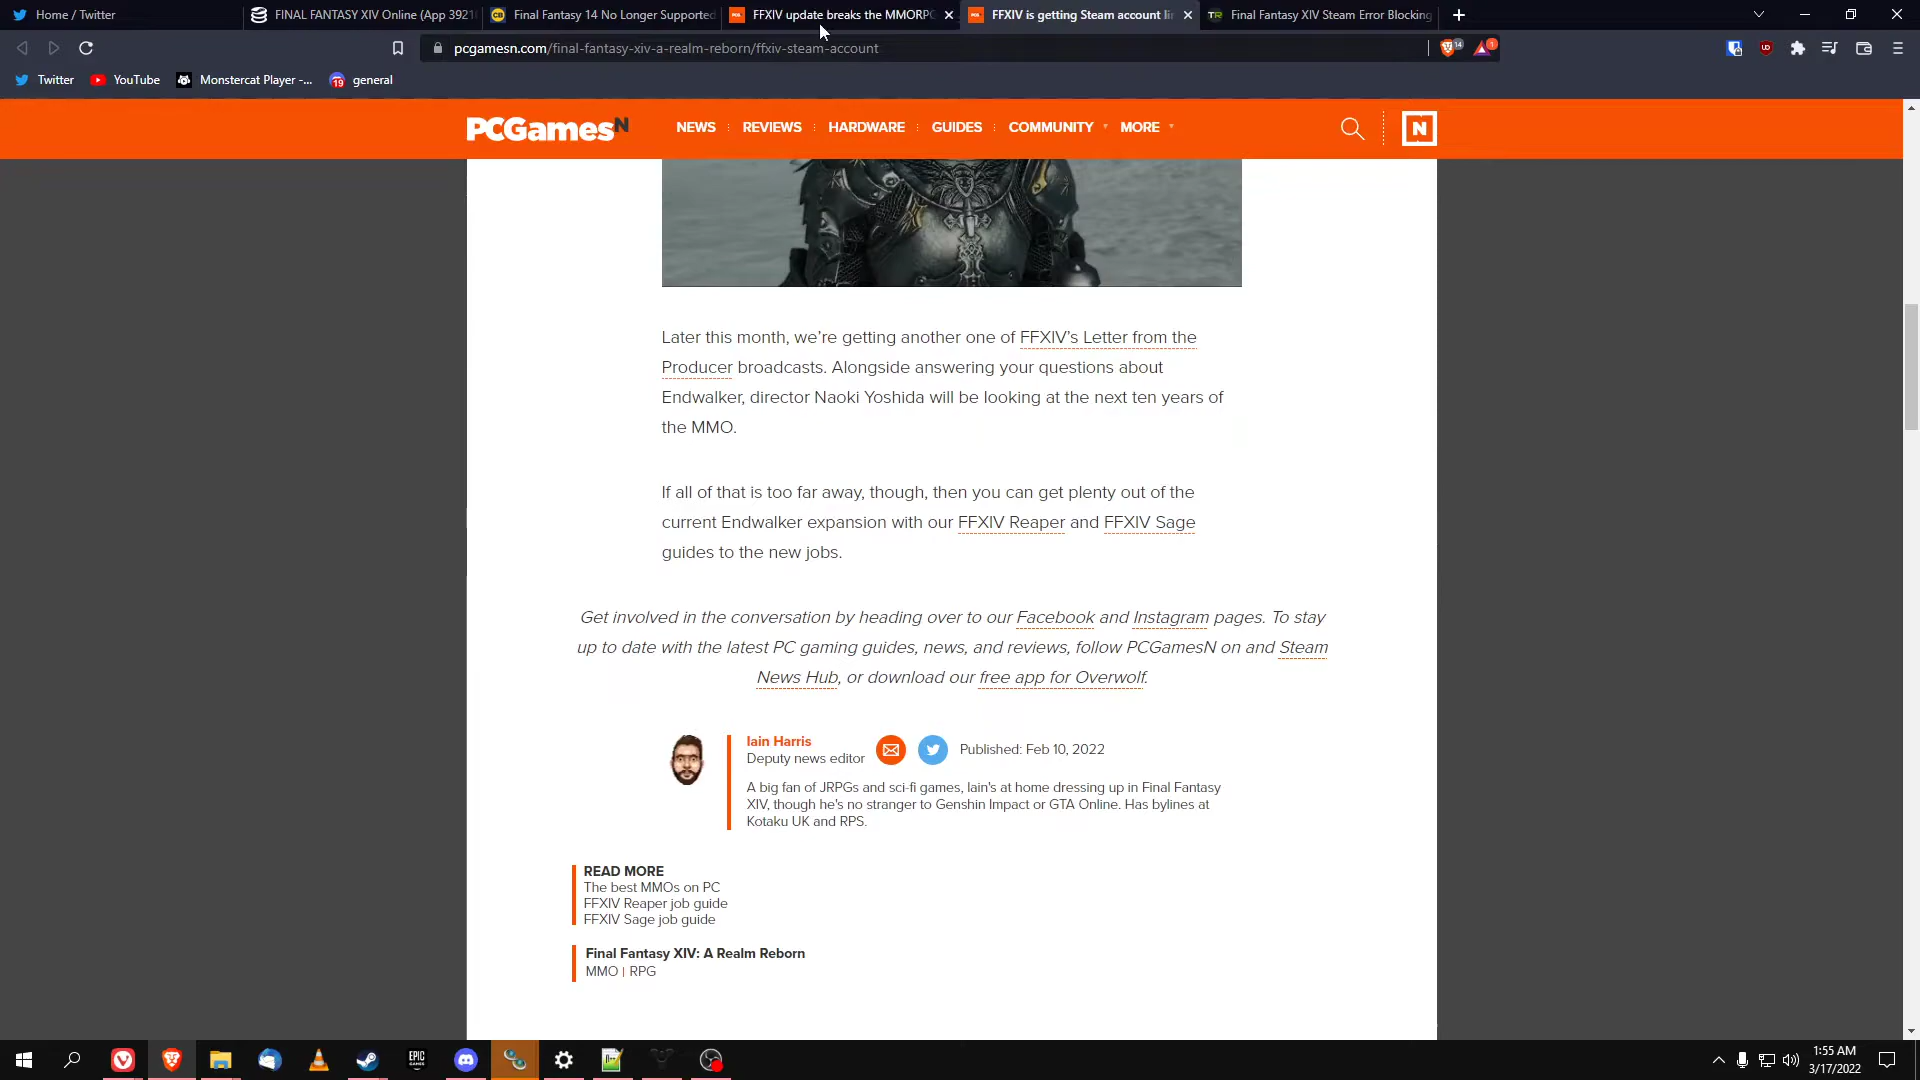 Home / Twitter
FINAL FANTASY XIV Online (App 39210
Final Fantasy 14 No Longer Supported
FFXIV update breaks the MMORPG
FFXIV is getting Steam account li
Final Fantasy XIV Steam Error Blocking
pcgamesn.com/final-fantasy-xiv-a-realm-reborn/ffxiv-steam-account
14
1
Twitter
YouTube
Monstercat Player -...
19
general
PCGamesN
NEWS
REVIEWS
HARDWARE
GUIDES
COMMUNITY
MORE
N
Later this month, we're getting another one of FFXIV's Letter from the
Producer broadcasts. Alongside answering your questions about
Endwalker, director Naoki Yoshida will be looking at the next ten years of
the MMO.
If all of that is too far away, though, then you can get plenty out of the
current Endwalker expansion with our FFXIV Reaper and FFXIV Sage
guides to the new jobs.
Get involved in the conversation by heading over to our Facebook and Instagram pages. To stay
up to date with the latest PC gaming guides, news, and reviews, follow PCGamesN on and Steam
News Hub, or download our free app for Overwolf.
Iain Harris
Deputy news editor
Published: Feb 10, 2022
A big fan of JRPGs and sci-fi games, Iain's at home dressing up in Final Fantasy
XIV, though he's no stranger to Genshin Impact or GTA Online. Has bylines at
Kotaku UK and RPS.
READ MORE
The best MMOs on PC
FFXIV Reaper job guide
FFXIV Sage job guide
Final Fantasy XIV: A Realm Reborn
MMO | RPG
EPIC
GAMES
1:55 AM
3/17/2022